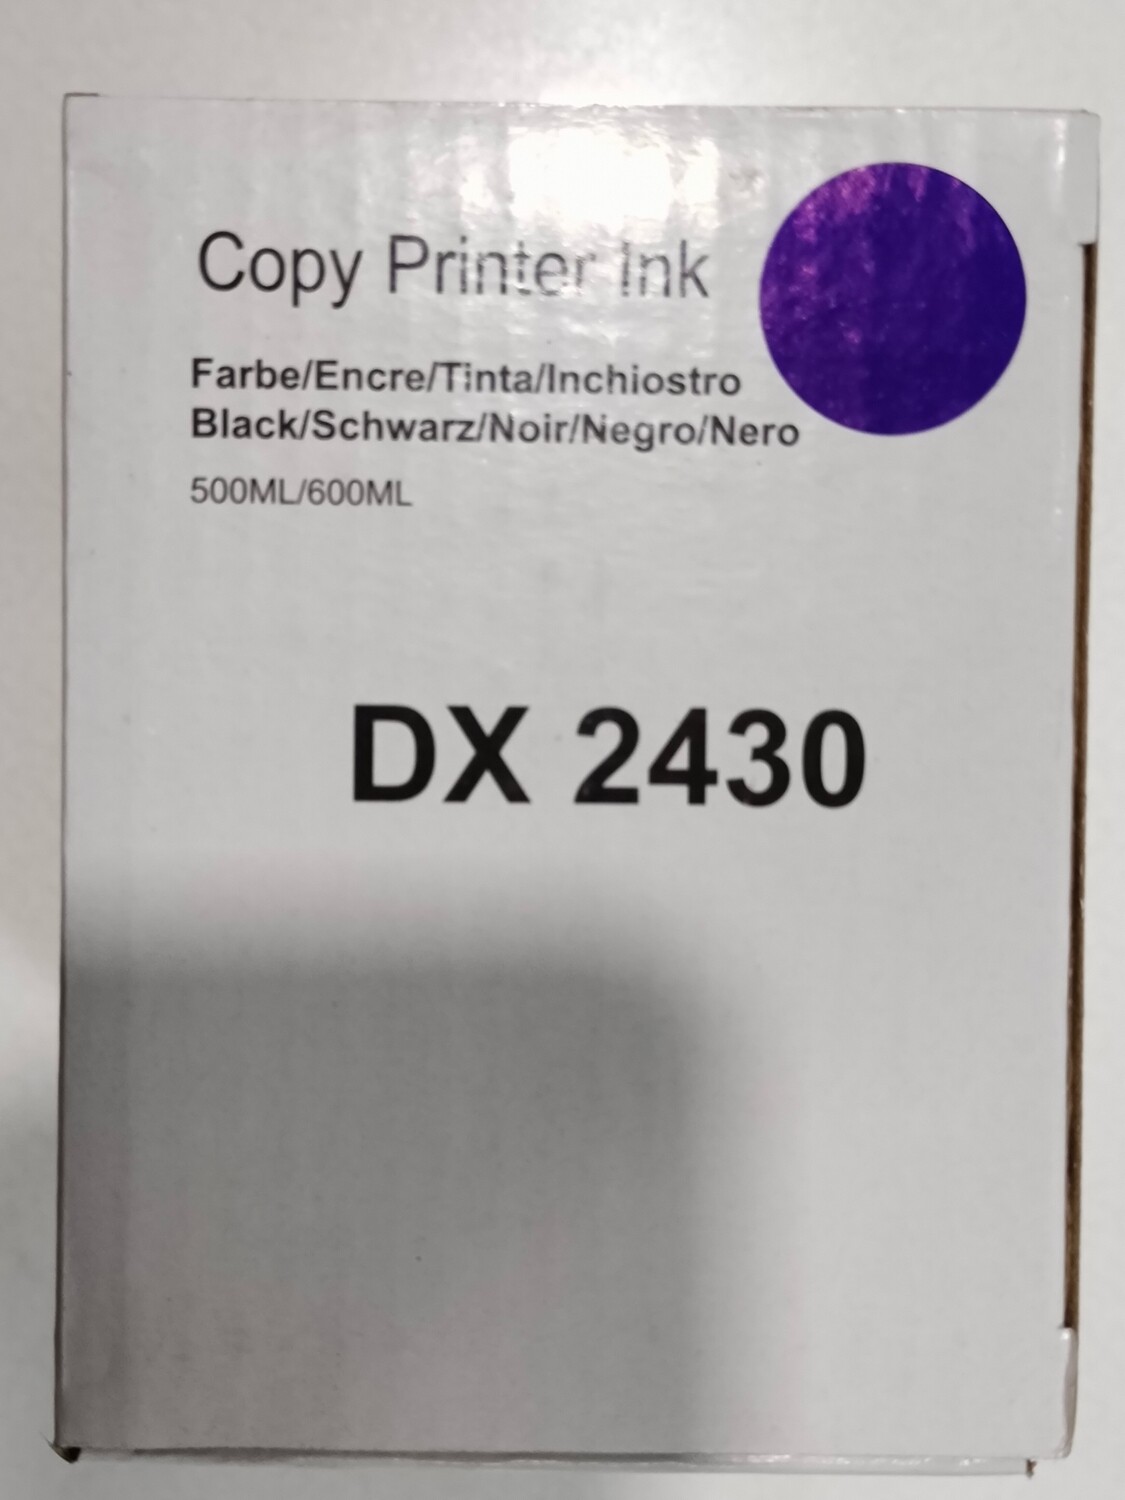 Copy Printer Ink
Farbe/Encre/Tinta/Inchiostro
Black/Schwarz/Noir/Negro/Nero
500ML/600ML
DX 2430